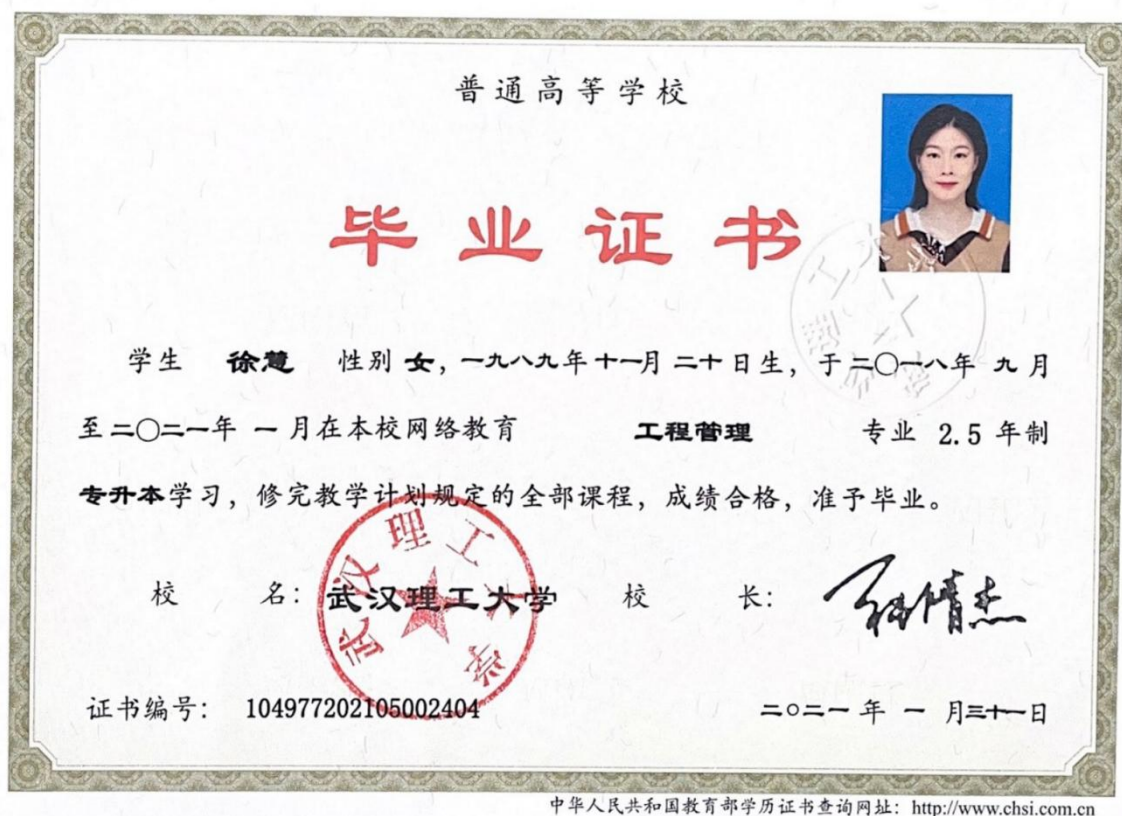 普通高等学校
毕业证书
学生 徐慧 性别 女，一九八九年十一月二十日生，于二〇一八年 九月
至二〇二一年 一月在本校网络教育 工程管理 专业 2.5 年制
专升本学习，修完教学计划规定的全部课程，成绩合格，准予毕业。
校 名：武汉理工大学 校 长：
武汉理工大学
证书编号：104977202105002404 二〇二一年 一 月三十一日
中华人民共和国教育部学历证书查询网址：http://www.chsi.com.cn